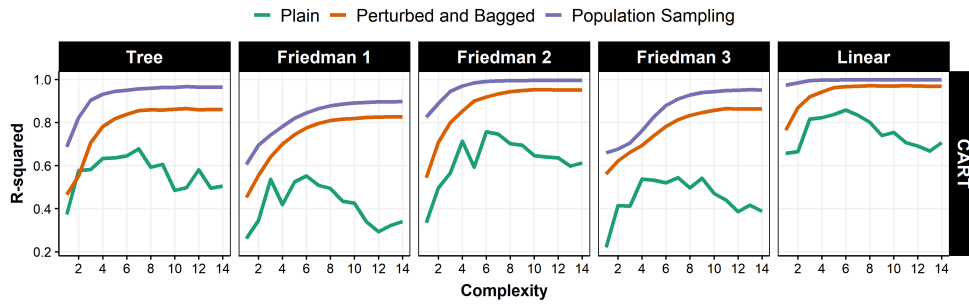 Plain Perturbed and Bagged Population Sampling
Tree Friedman 1 Friedman 2 Friedman 3 Linear
R-squared
1.0
0.8
0.6
0.4
0.2
CART
2 4 6 8 10 12 14 2 4 6 8 10 12 14 2 4 6 8 10 12 14 2 4 6 8 10 12 14 2 4 6 8 10 12 14
Complexity